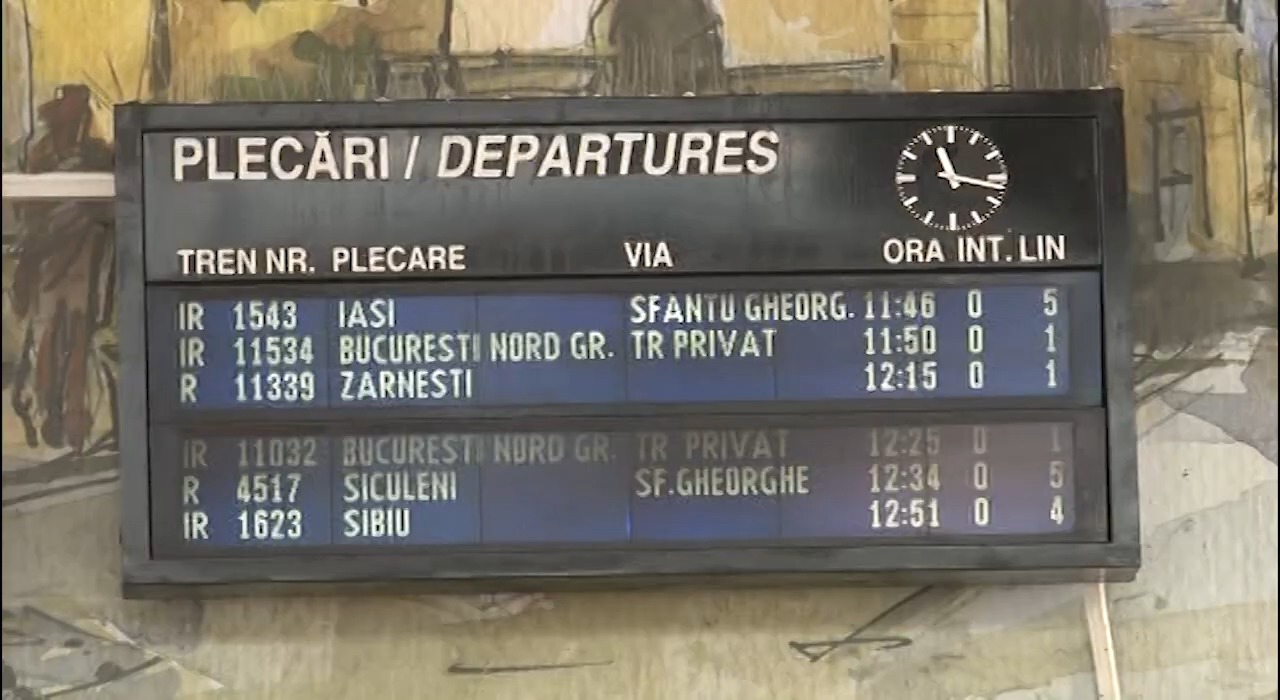 PLECĂRI / DEPARTURES
TREN NR. PLECARE VIA ORA INT. LIN
IR 1543 IASI SFANTU GHEORG. 11:46 0 5
IR 11534 BUCURESTI NORD GR. TR PRIVAT 11:50 0 1
R 11339 ZARNESTI 12:15 0 1
IR 11032 BUCURESTI NORD GR. TR PRIVAT 12:25 0 1
R 4517 SICULENI SF.GHEORGHE 12:34 0 5
IR 1623 SIBIU 12:51 0 4